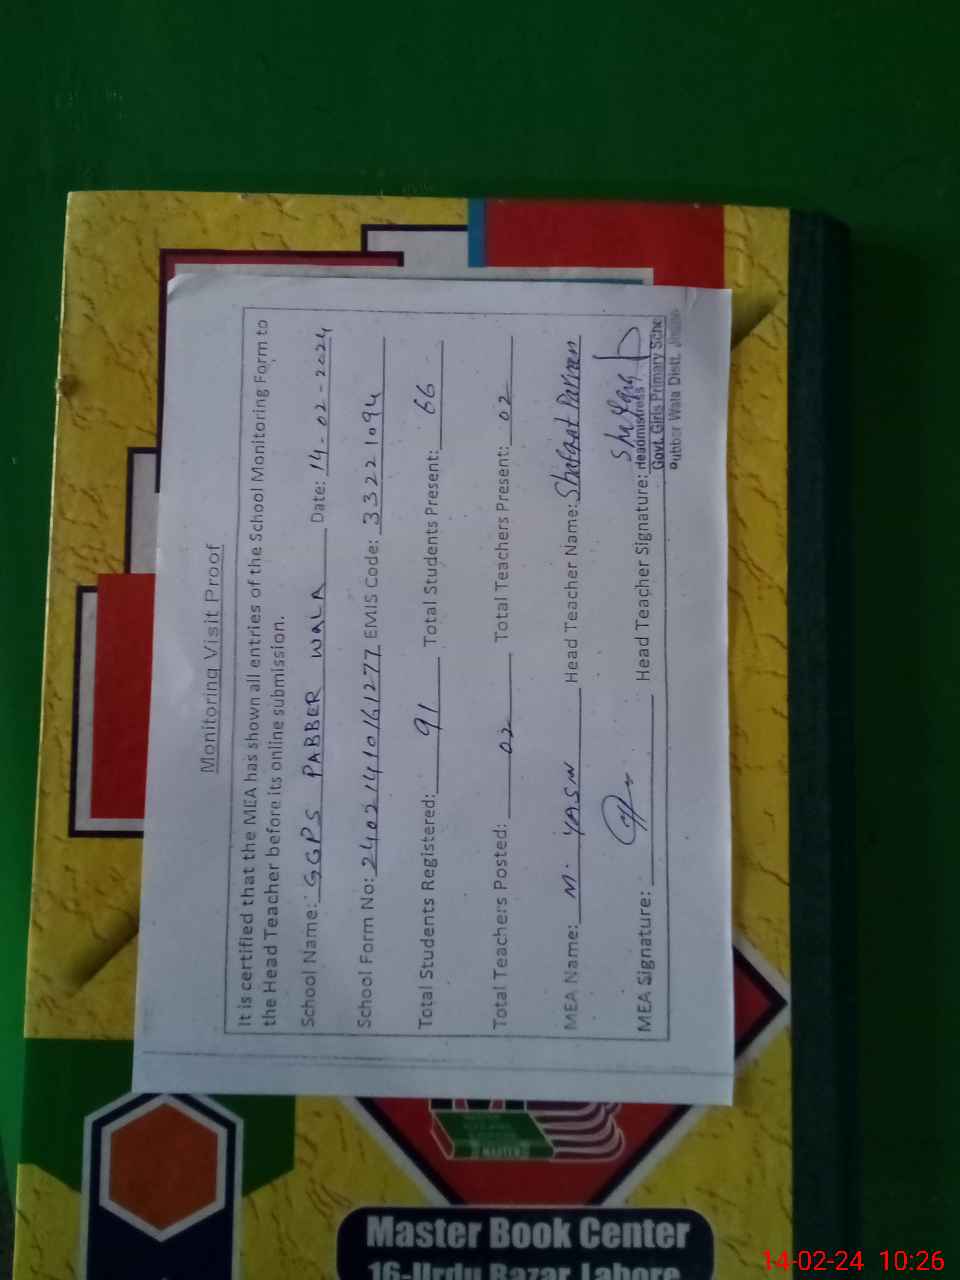 Monitoring Visit Proof
It is certified that the MEA has shown all entries of the School Monitoring Form to
the Head Teacher before its online submission.
School Name: GGPS PABBER WALA Date: 14-02-2024
School Form No: 24021410161277 EMIS Code: 33221094
Total Students Registered: 91 Total Students Present: 66
Total Teachers Posted: 02 Total Teachers Present: 02
MEA Name: M. YASIN Head Teacher Name: Shafaat Parveen
MEA Signature: Head Teacher Signature:
Headmistress
Govt. Girls Primary Scho
Pubber Wala Distt.
MASTER
Master Book Center
16-Urdu Bazar Lahore
14-02-24 10:26